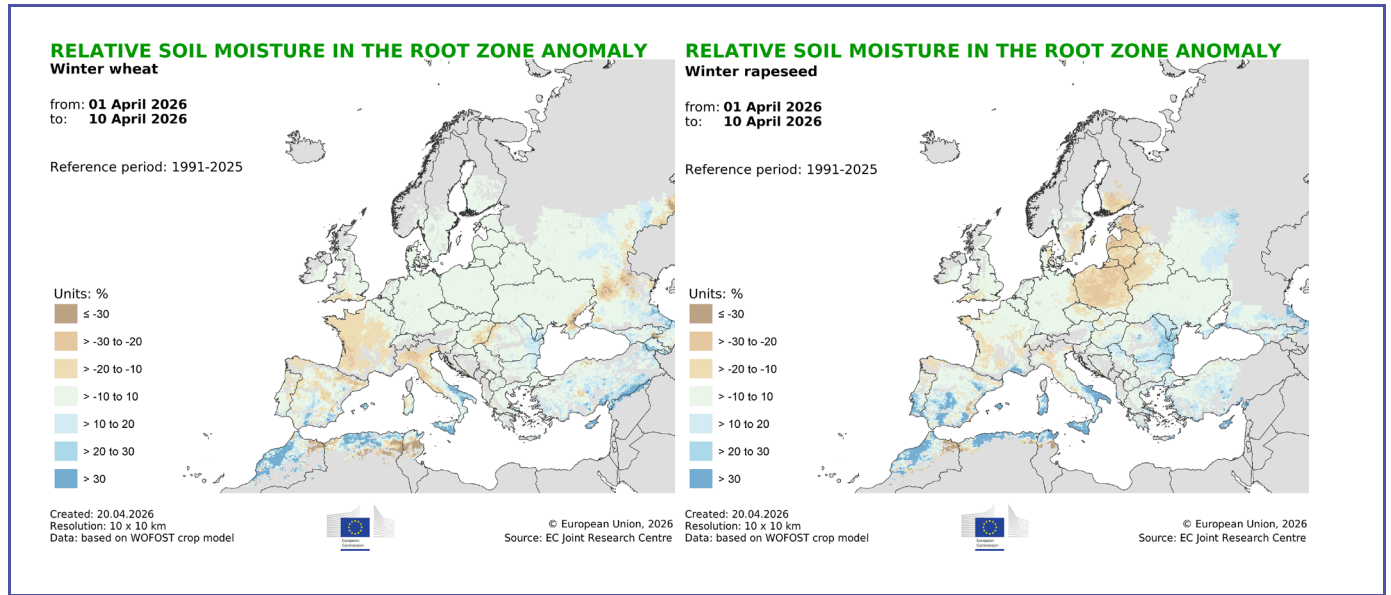 RELATIVE SOIL MOISTURE IN THE ROOT ZONE ANOMALY
Winter wheat
from: 01 April 2026
to: 10 April 2026
Reference period: 1991-2025
Units: %
≤ -30
> -30 to -20
> -20 to -10
> -10 to 10
> 10 to 20
> 20 to 30
> 30
Created: 20.04.2026
Resolution: 10 x 10 km
Data: based on WOFOST crop model
European
Commission
© European Union, 2026
Source: EC Joint Research Centre
RELATIVE SOIL MOISTURE IN THE ROOT ZONE ANOMALY
Winter rapeseed
from: 01 April 2026
to: 10 April 2026
Reference period: 1991-2025
Units: %
≤ -30
> -30 to -20
> -20 to -10
> -10 to 10
> 10 to 20
> 20 to 30
> 30
Created: 20.04.2026
Resolution: 10 x 10 km
Data: based on WOFOST crop model
European
Commission
© European Union, 2026
Source: EC Joint Research Centre